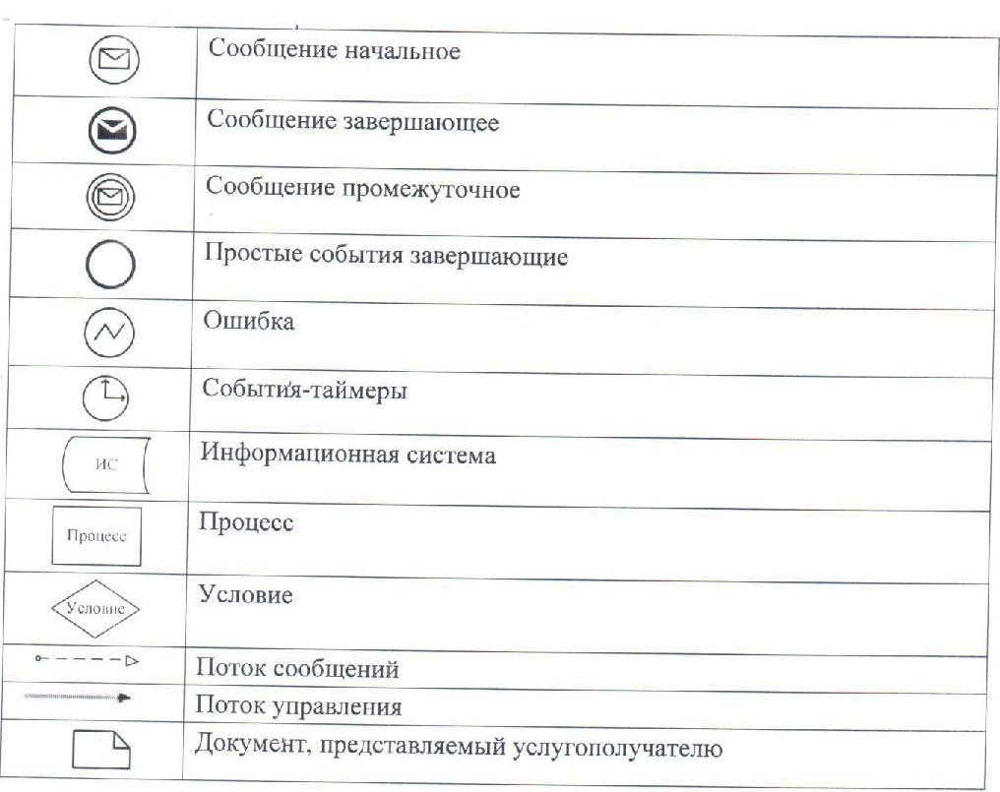 Сообщение начальное
Сообщение завершающее
Сообщение промежуточное
Простые события завершающие
Ошибка
События-таймеры
ИС
Информационная система
Процесс
Процесс
Условие
Условие
Поток сообщений
Поток управления
Документ, представляемый услугополучателю